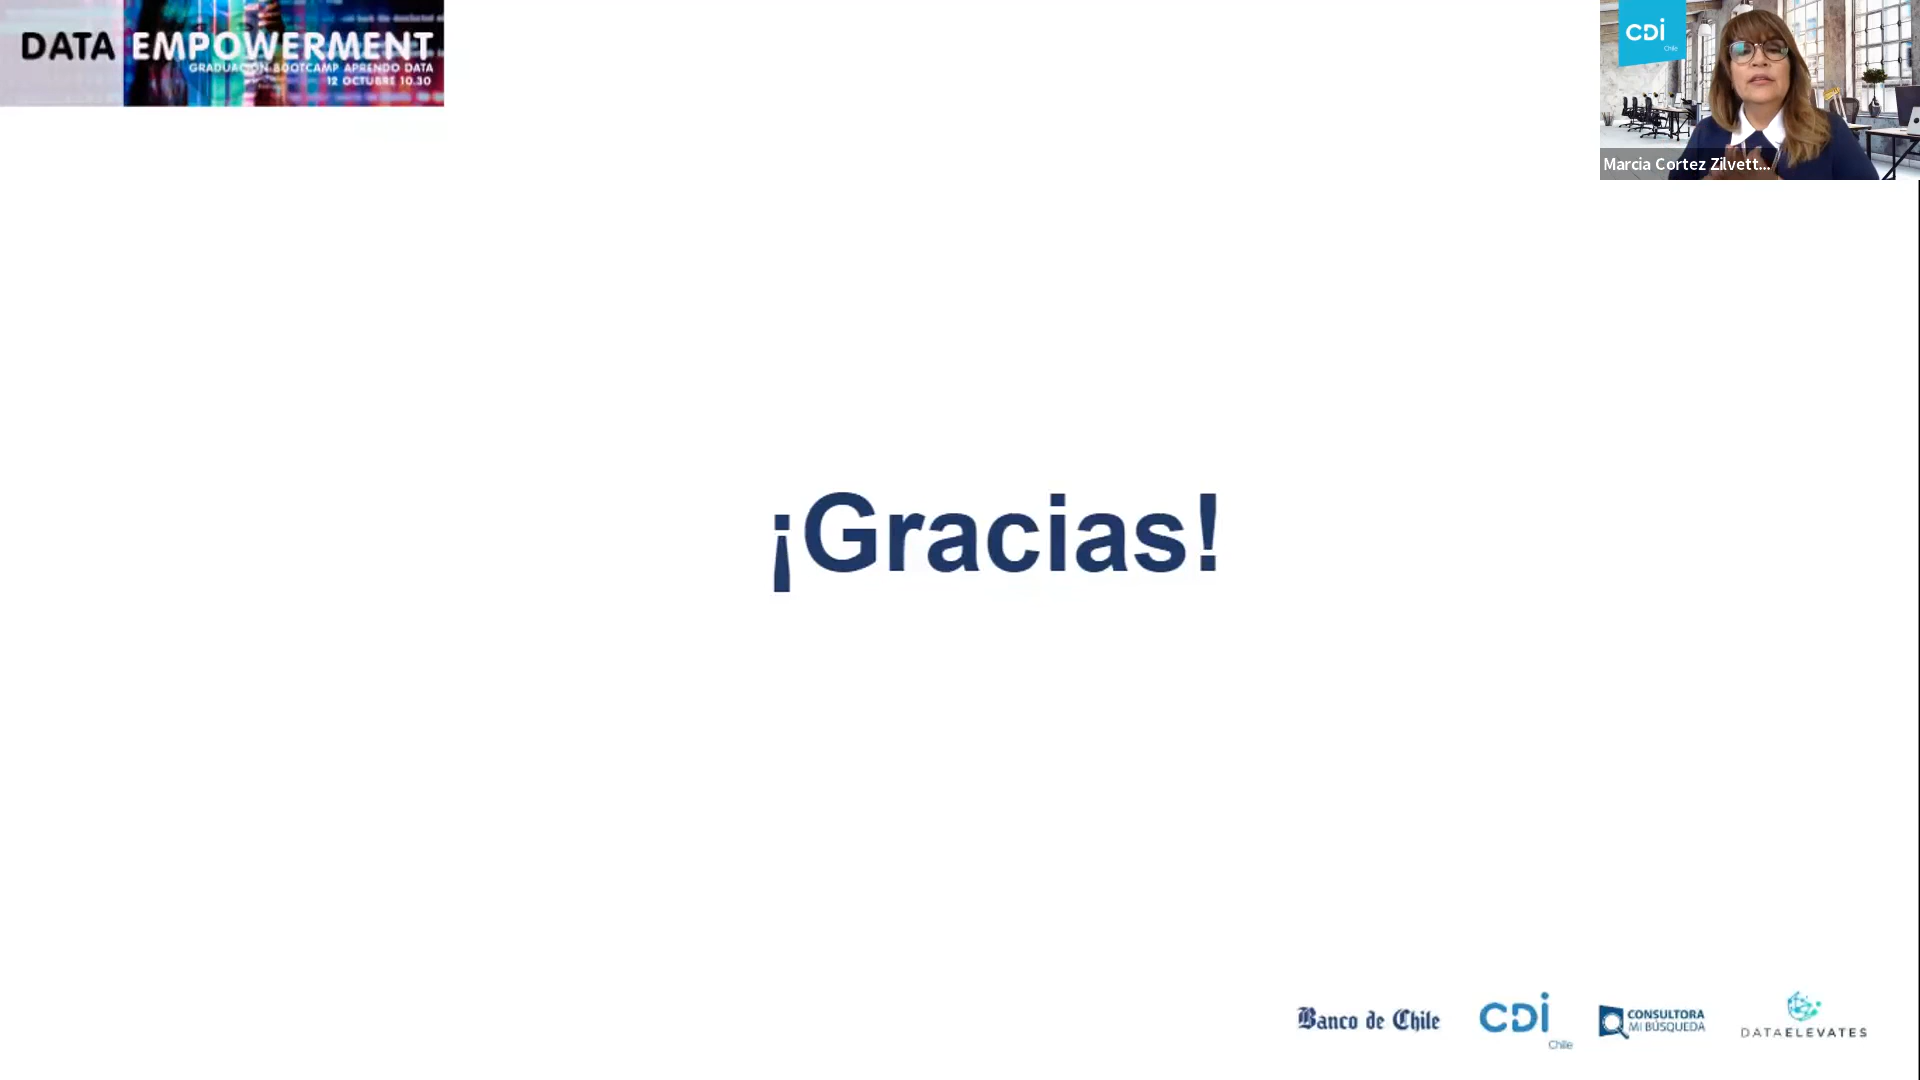 DATA EMPOWERMENT
GRADUACIÓN BOOTCAMP APRENDO DATA
12 OCTUBRE 10.30
CDI
Chile
Marcia Cortez Zilvett...
¡Gracias!
Banco de Chile
CDI
Chile
CONSULTORA
MI BÚSQUEDA
DATAELEVATES